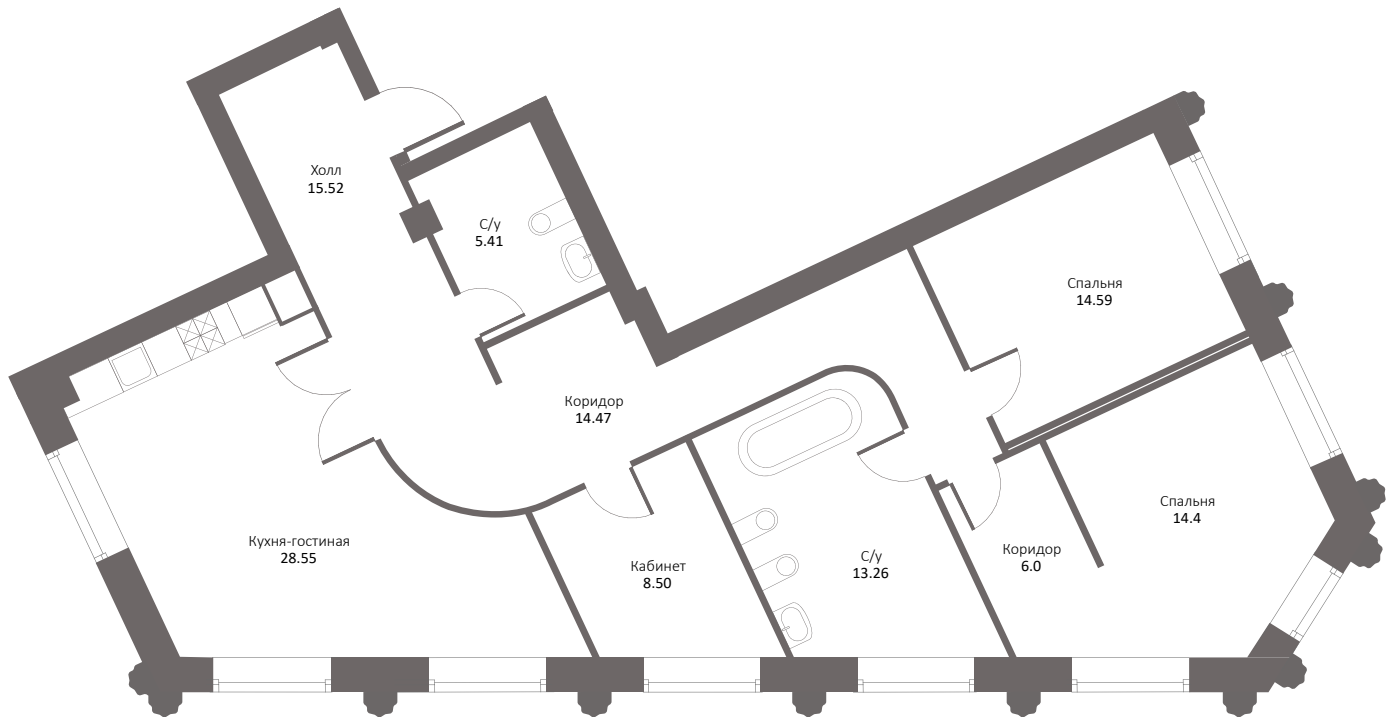 Холл
15.52
С/у
5.41
Спальня
14.59
Коридор
14.47
Спальня
14.4
Кухня-гостиная
28.55
Кабинет
8.50
С/у
13.26
Коридор
6.0